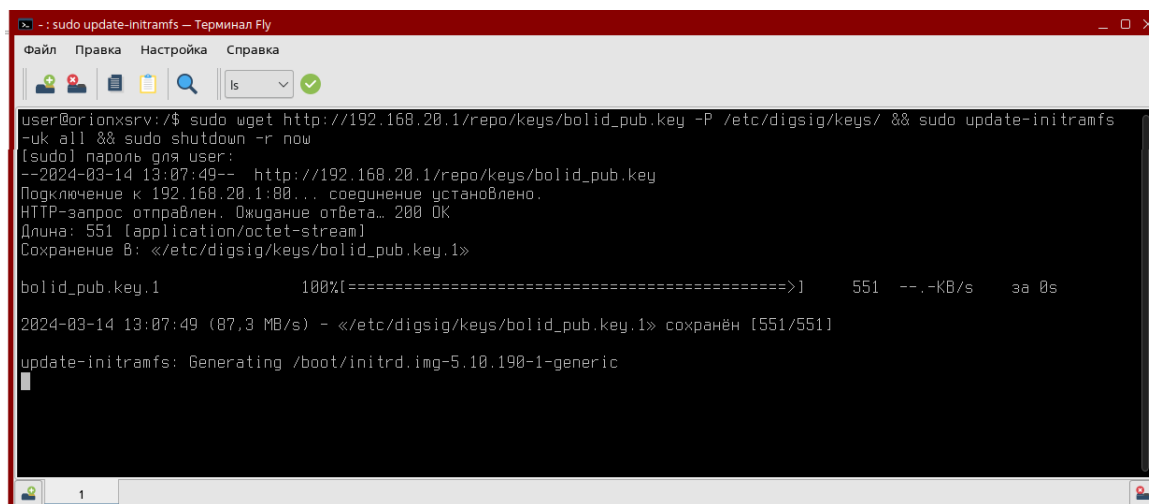 - : sudo update-initramfs — Терминал Fly
Файл Правка Настройка Справка
ls
user@orionxsrv:/$ sudo wget http://192.168.20.1/repo/keys/bolid_pub.key -P /etc/digsig/keys/ && sudo update-initramfs
-uk all && sudo shutdown -r now
[sudo] пароль для user:
--2024-03-14 13:07:49-- http://192.168.20.1/repo/keys/bolid_pub.key
Подключение к 192.168.20.1:80... соединение установлено.
HTTP-запрос отправлен. Ожидание ответа… 200 OK
Длина: 551 [application/octet-stream]
Сохранение в: «/etc/digsig/keys/bolid_pub.key.1»
bolid_pub.key.1 100%[===============================================>] 551 --.-KB/s за 0s
2024-03-14 13:07:49 (87,3 MB/s) - «/etc/digsig/keys/bolid_pub.key.1» сохранён [551/551]
update-initramfs: Generating /boot/initrd.img-5.10.190-1-generic
1